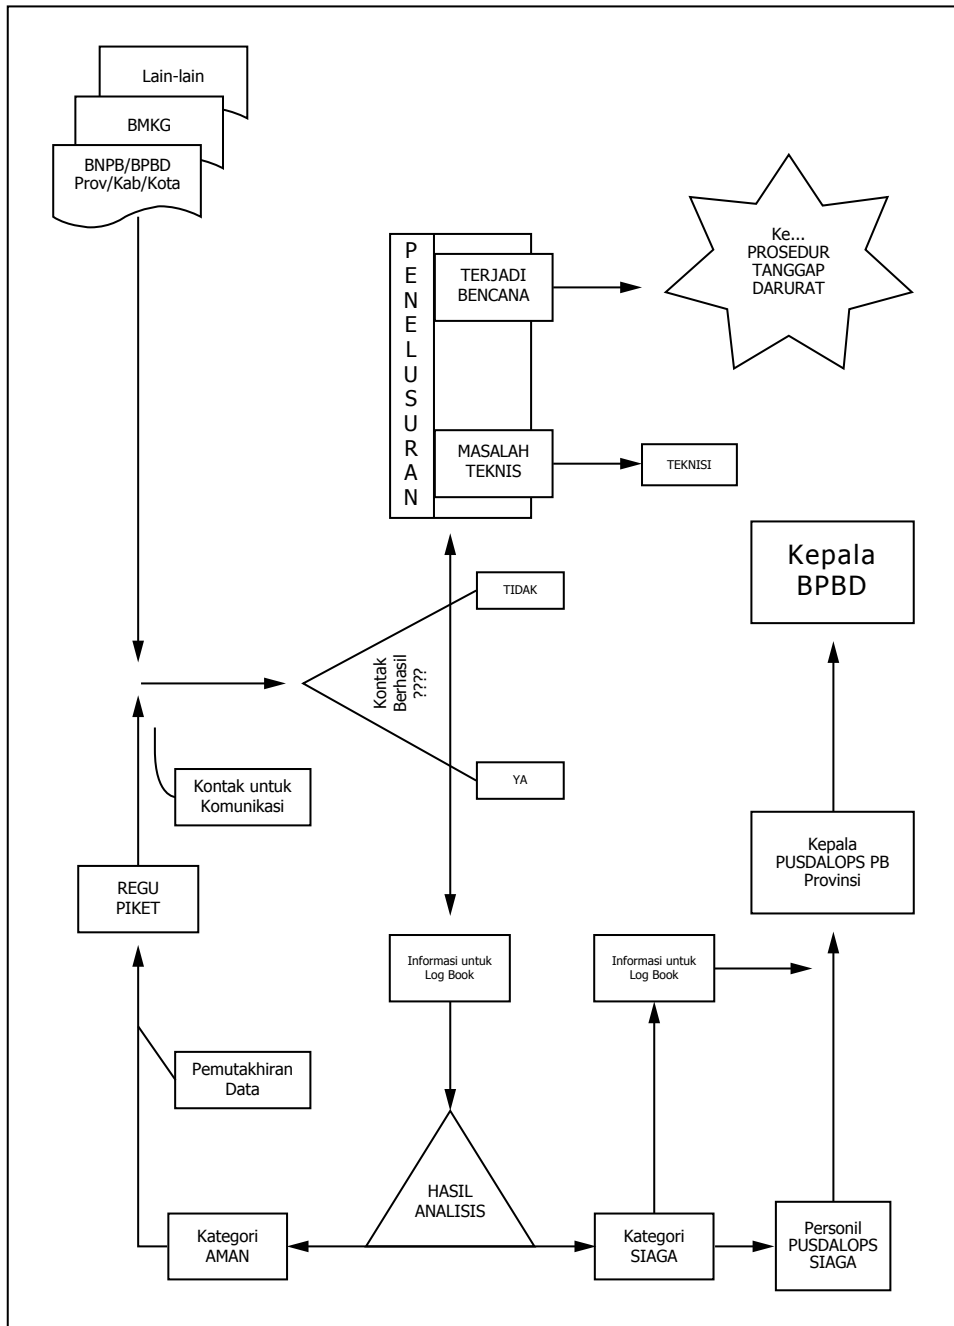 Lain-lain
BMKG
BNPB/BPBD
Prov/Kab/Kota
PENELUSURAN
TERJADI
BENCANA
Ke...
PROSEDUR
TANGGAP
DARURAT
MASALAH
TEKNIS
TEKNISI
Kepala
BPBD
TIDAK
Kontak
Berhasil
????
YA
Kontak untuk
Komunikasi
Kepala
PUSDALOPS PB
Provinsi
REGU
PIKET
Informasi untuk
Log Book
Informasi untuk
Log Book
Pemutakhiran
Data
HASIL
ANALISIS
Kategori
AMAN
Kategori
SIAGA
Personil
PUSDALOPS
SIAGA